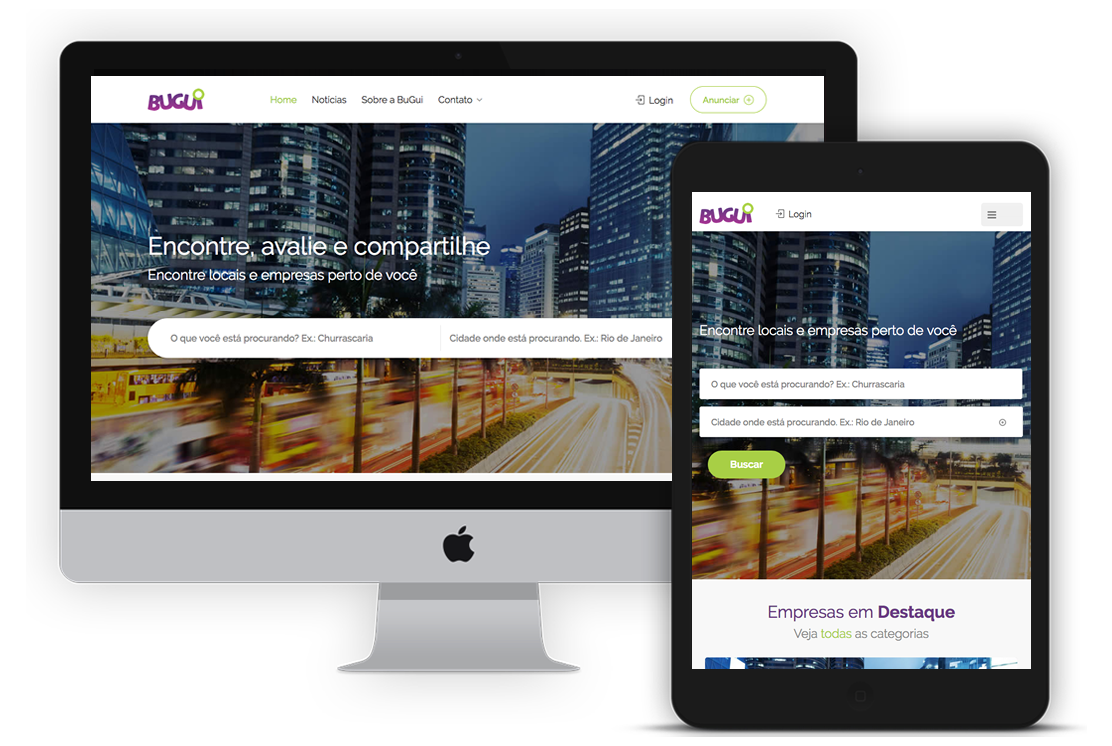 BUGUi
Home Notícias Sobre a BuGui Contato
Login
Anunciar
Encontre, avalie e compartilhe
Encontre locais e empresas perto de você
O que você está procurando? Ex.: Churrascaria
Cidade onde está procurando. Ex.: Rio de Janeiro
BUGUi
Login
Encontre locais e empresas perto de você
O que você está procurando? Ex.: Churrascaria
Cidade onde está procurando. Ex.: Rio de Janeiro
Buscar
Empresas em Destaque
Veja todas as categorias